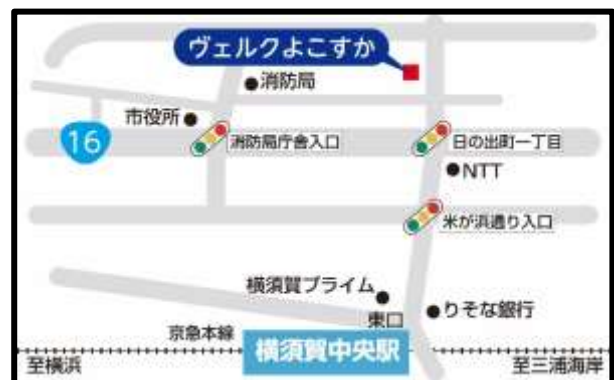 ヴェルクよこすか
消防局
市役所
16
消防局庁舎入口
日の出町一丁目
NTT
米が浜通り入口
横須賀プライム
東口
りそな銀行
京急本線
横須賀中央駅
至横浜
至三浦海岸